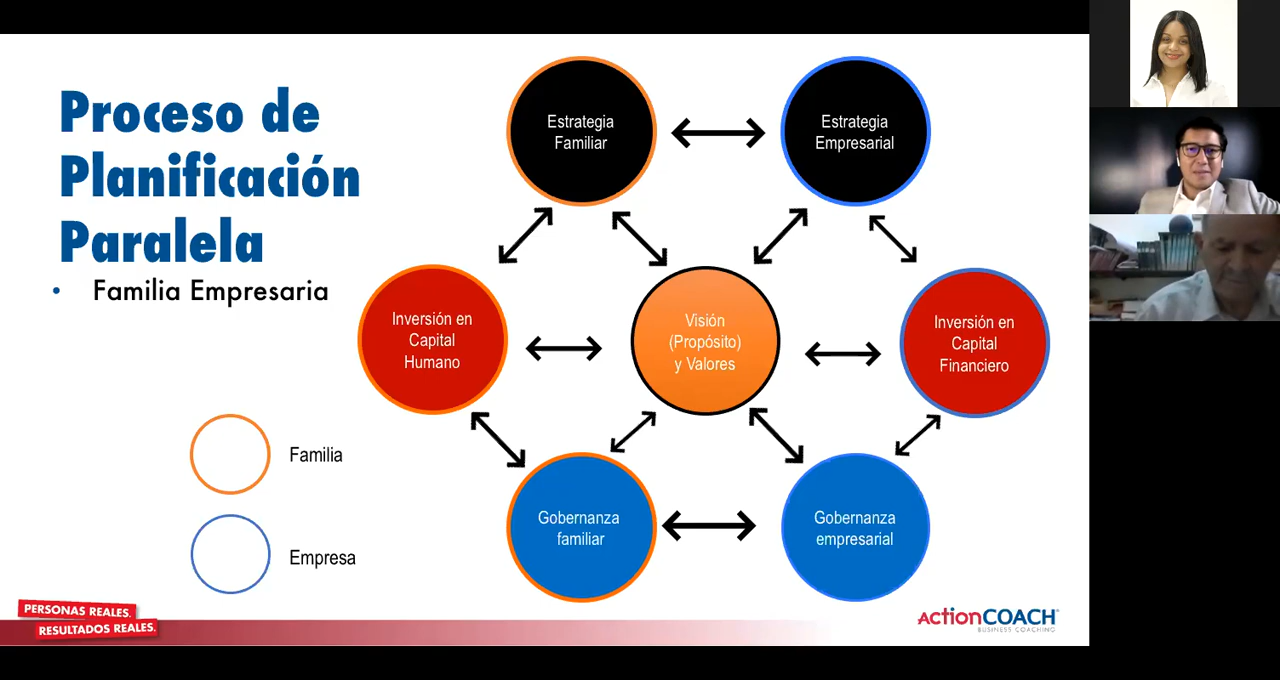 Proceso de
Planificación
Paralela
• Familia Empresaria
Estrategia
Familiar
Estrategia
Empresarial
Inversión en
Capital
Humano
Visión
(Propósito)
y Valores
Inversión en
Capital
Financiero
Gobernanza
familiar
Gobernanza
empresarial
Familia
Empresa
PERSONAS REALES.
RESULTADOS REALES.
ActionCOACH
BUSINESS COACHING